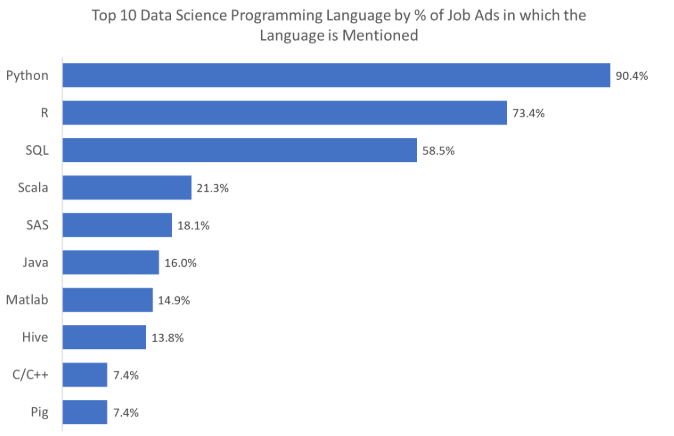 Top 10 Data Science Programming Language by % of Job Ads in which the
Language is Mentioned
Python 90.4%
R 73.4%
SQL 58.5%
Scala 21.3%
SAS 18.1%
Java 16.0%
Matlab 14.9%
Hive 13.8%
C/C++ 7.4%
Pig 7.4%